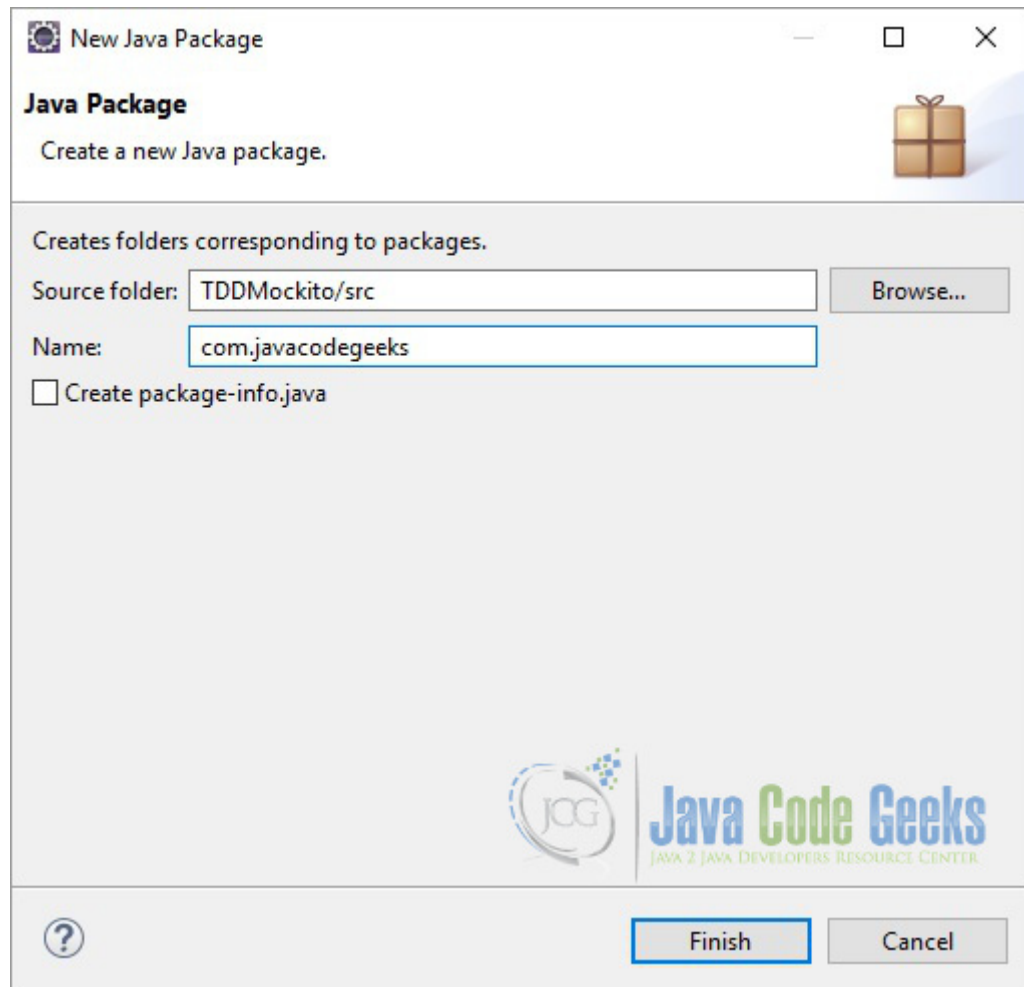 New Java Package
Java Package
Create a new Java package.
Creates folders corresponding to packages.
Source folder: TDDMockito/src Browse...
Name: com.javacodegeeks
Create package-info.java
JCG
Java Code Geeks
JAVA 2 JAVA DEVELOPERS RESOURCE CENTER
? Finish Cancel